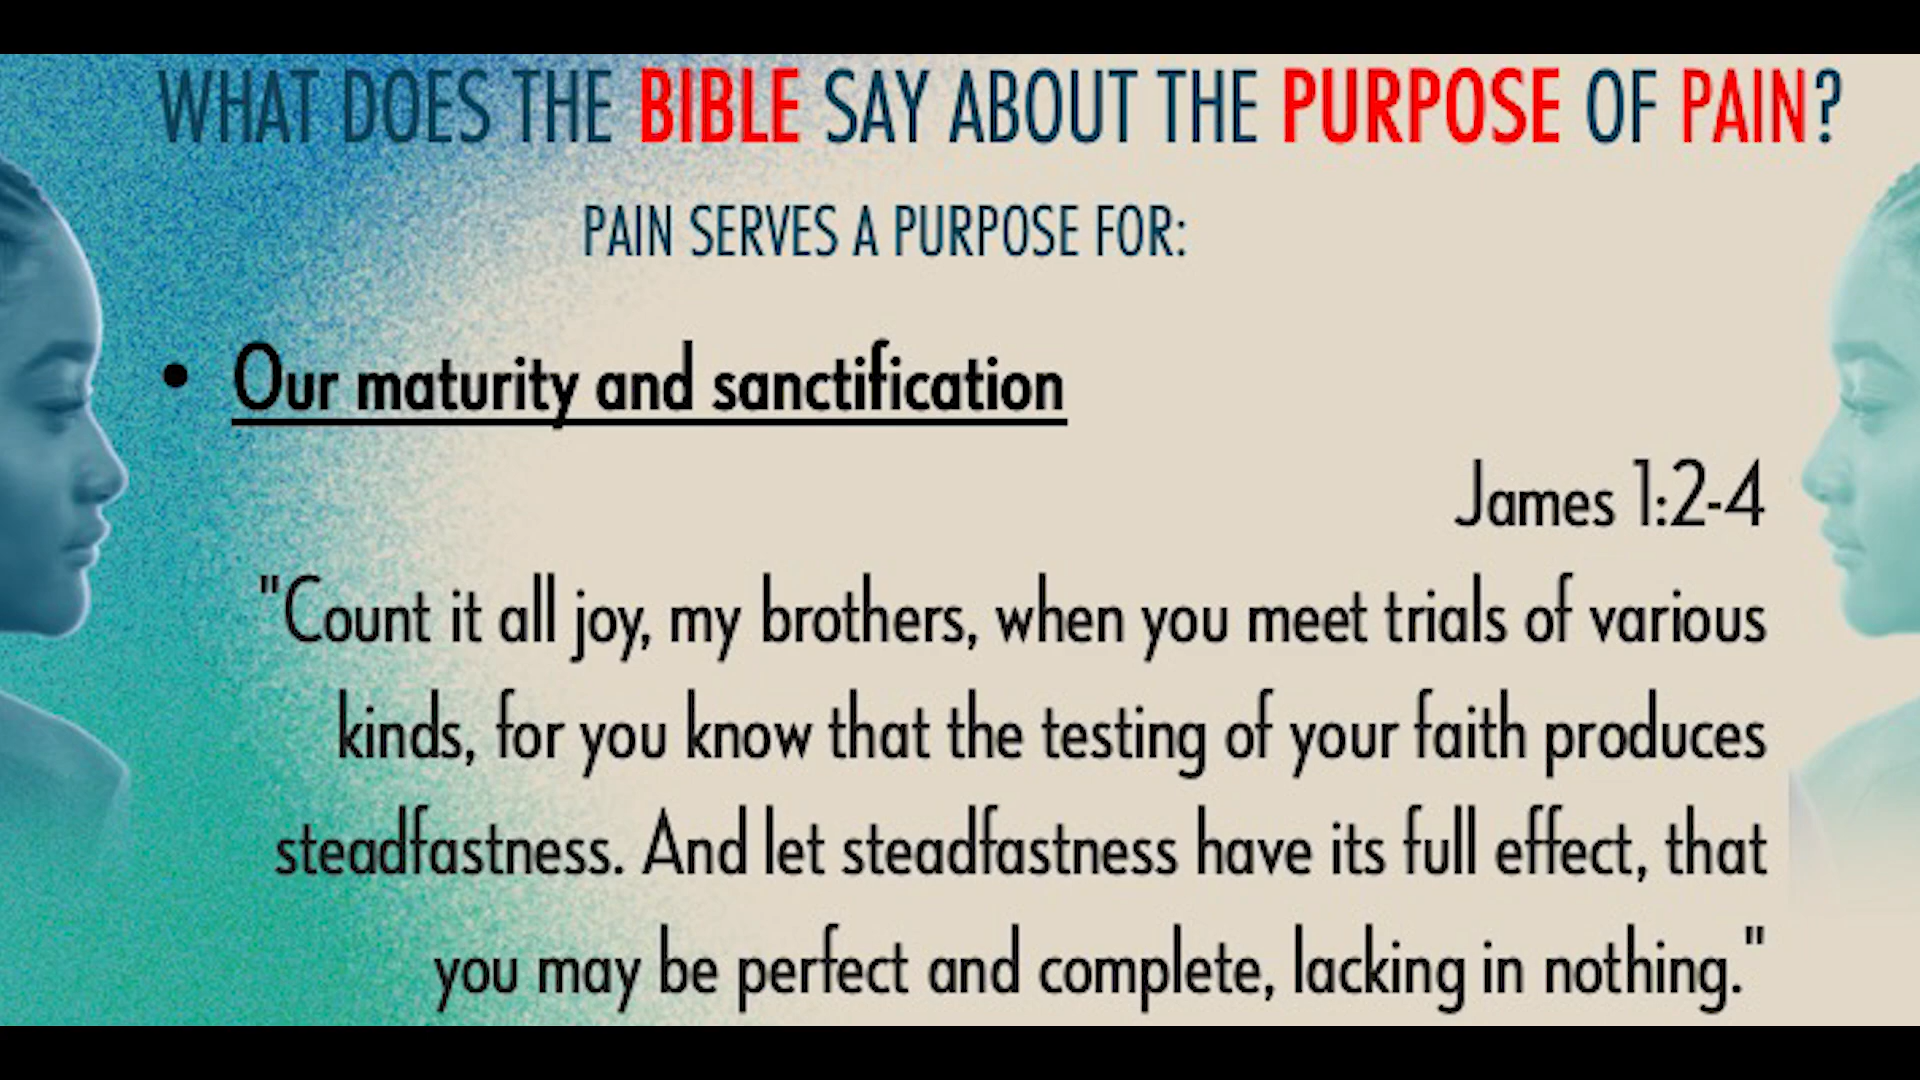 WHAT DOES THE BIBLE SAY ABOUT THE PURPOSE OF PAIN?
PAIN SERVES A PURPOSE FOR:
• Our maturity and sanctification
James 1:2-4
"Count it all joy, my brothers, when you meet trials of various
kinds, for you know that the testing of your faith produces
steadfastness. And let steadfastness have its full effect, that
you may be perfect and complete, lacking in nothing."